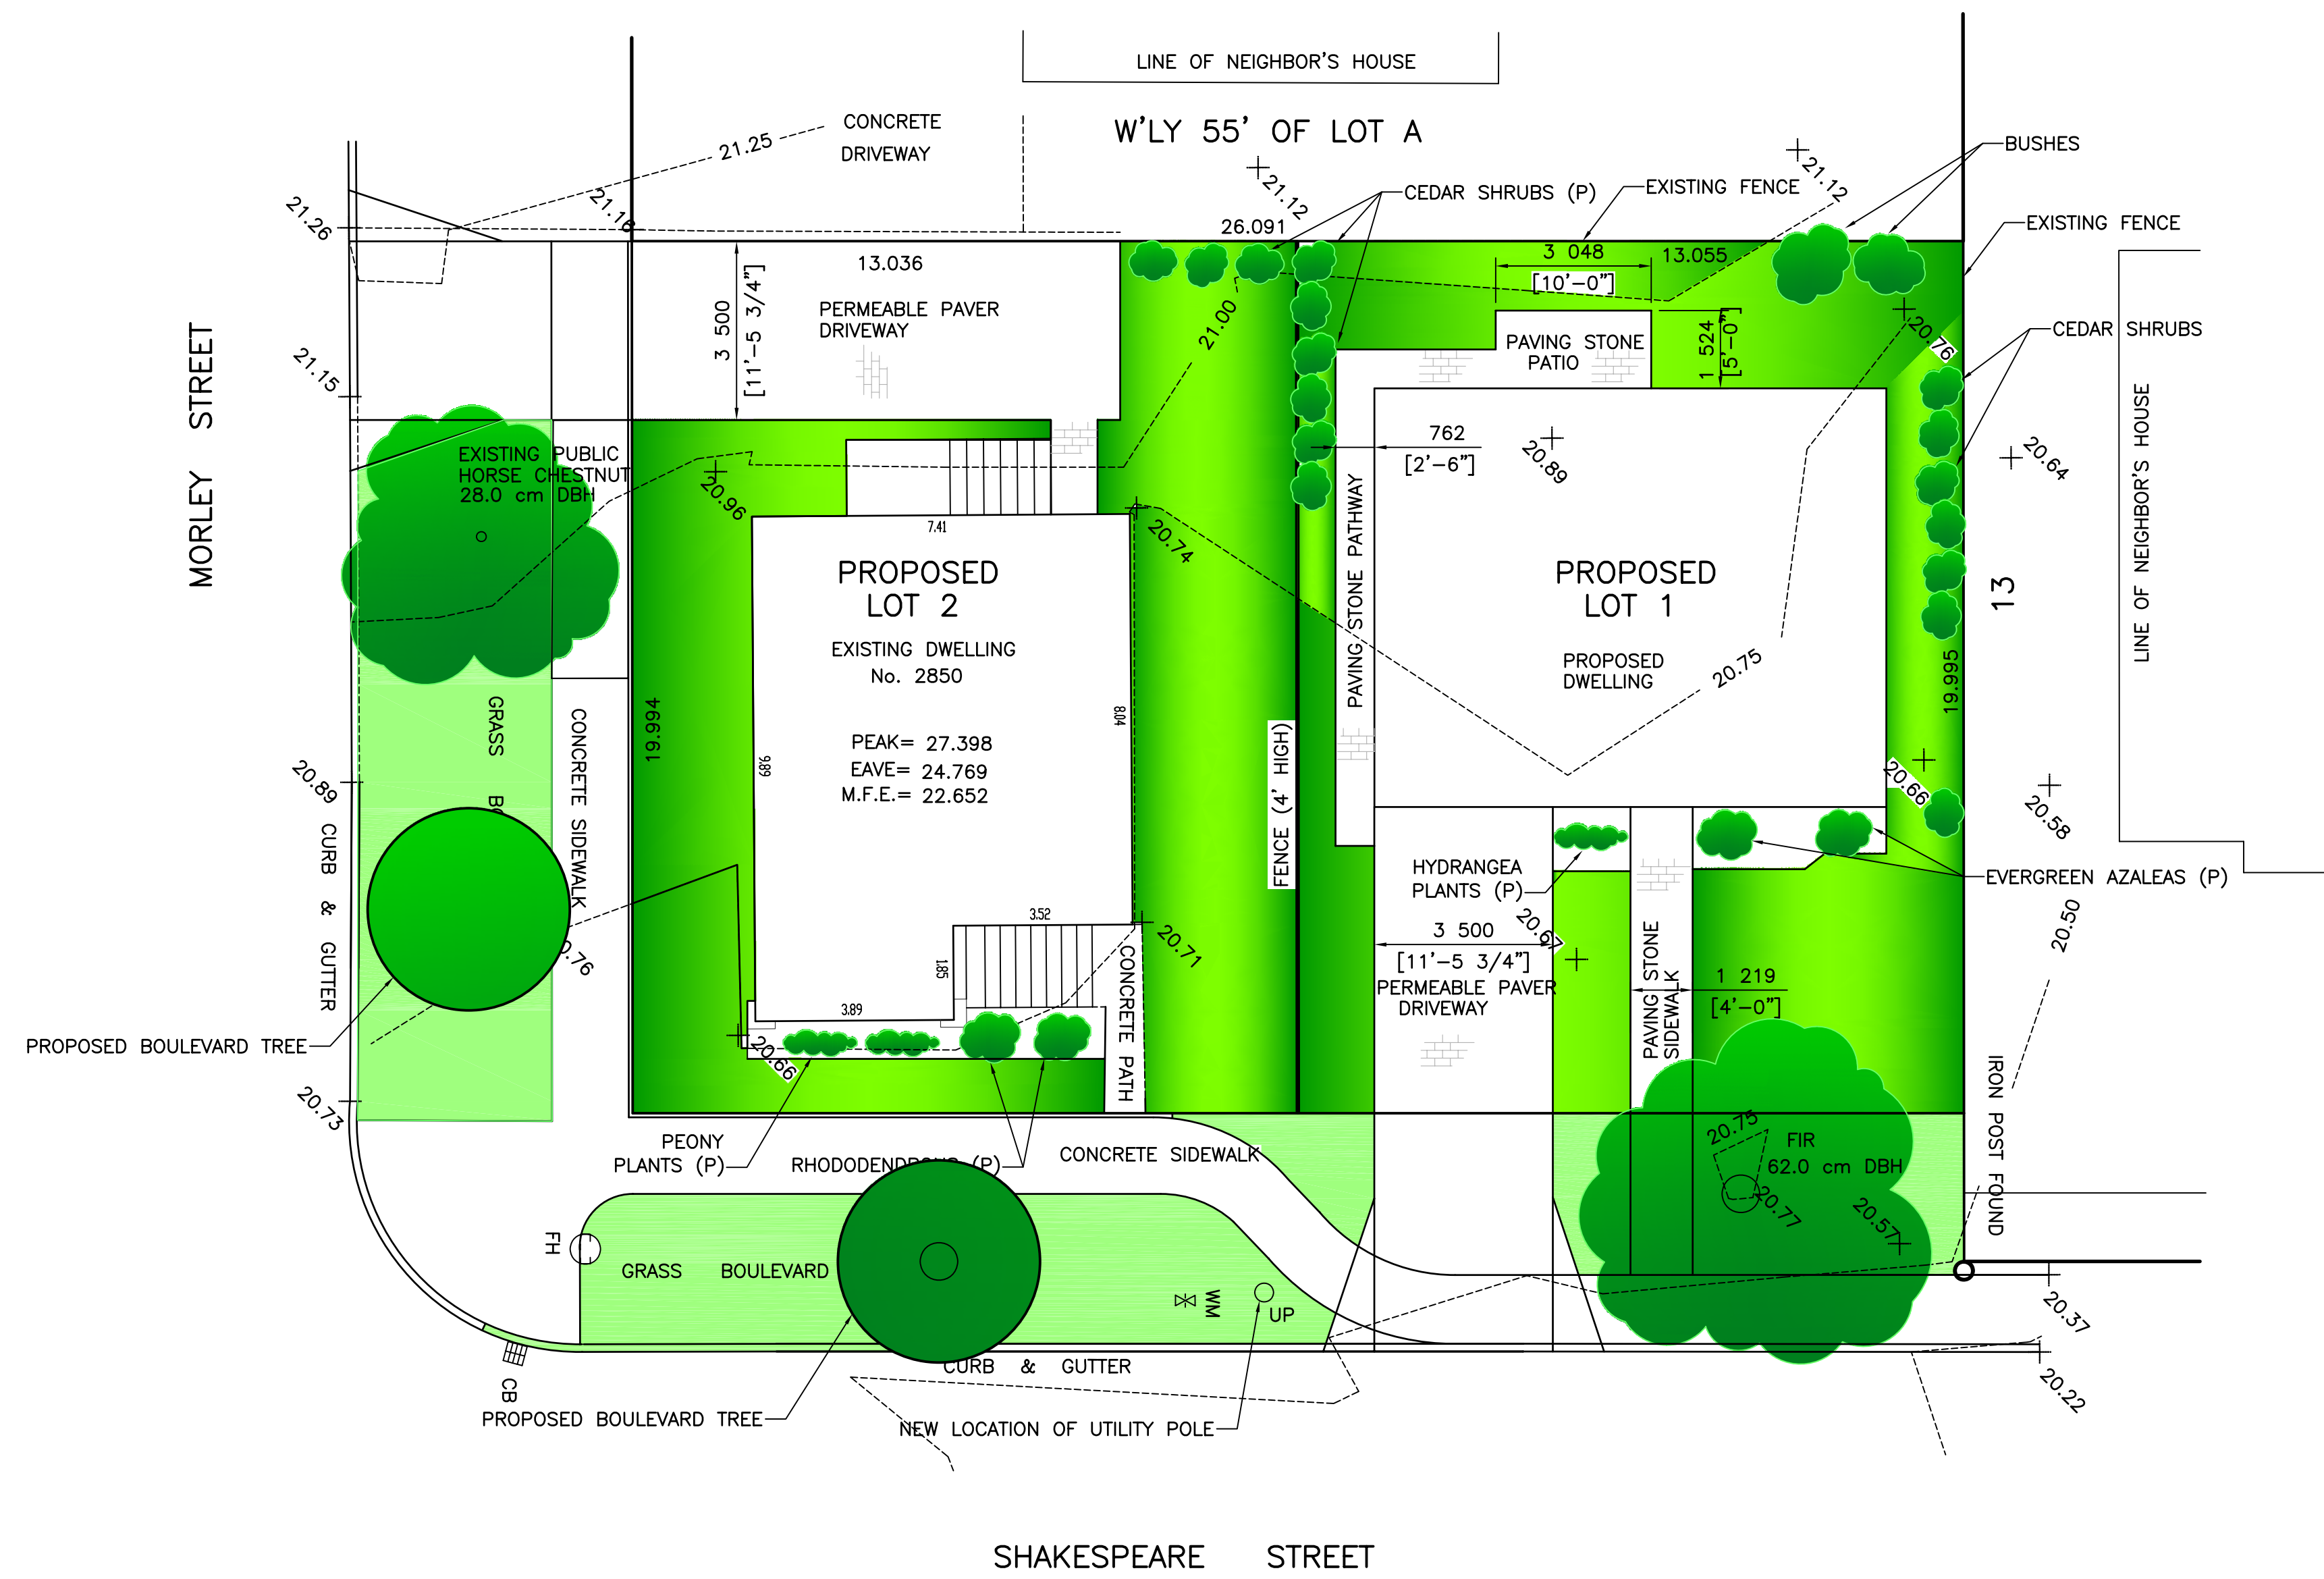 LINE OF NEIGHBOR'S HOUSE
CONCRETE
DRIVEWAY
21.25
W'LY 55' OF LOT A
21.12
21.12
BUSHES
CEDAR SHRUBS (P)
EXISTING FENCE
EXISTING FENCE
21.26
21.18
26.091
13.036
3 048
[10'-0"]
13.055
3 500
[11'-5 3/4"]
PERMEABLE PAVER
DRIVEWAY
21.00
PAVING STONE
PATIO
1 524
[5'-0"]
20.76
CEDAR SHRUBS
MORLEY STREET
21.15
EXISTING PUBLIC
HORSE CHESTNUT
28.0 cm DBH
20.96
762
[2'-6"]
20.89
20.64
LINE OF NEIGHBOR'S HOUSE
7.41
20.74
PAVING STONE PATHWAY
PROPOSED
LOT 2
EXISTING DWELLING
No. 2850
PROPOSED
LOT 1
PROPOSED
DWELLING
13
20.75
19.995
GRASS
CONCRETE SIDEWALK
19.994
8.04
9.89
PEAK= 27.398
EAVE= 24.769
M.F.E.= 22.652
FENCE (4' HIGH)
20.89
20.66
20.58
CURB & GUTTER
HYDRANGEA
PLANTS (P)
EVERGREEN AZALEAS (P)
3.52
1.85
3.89
20.71
CONCRETE PATH
20.67
3 500
[11'-5 3/4"]
PERMEABLE PAVER
DRIVEWAY
PAVING STONE
SIDEWALK
1 219
[4'-0"]
20.50
PROPOSED BOULEVARD TREE
20.66
20.73
IRON POST FOUND
PEONY
PLANTS (P)
(P)
CONCRETE SIDEWALK
20.75
FIR
62.0 cm DBH
20.77
20.57
FH
GRASS BOULEVARD
WM
UP
20.37
CURB & GUTTER
CB
20.22
PROPOSED BOULEVARD TREE
NEW LOCATION OF UTILITY POLE
SHAKESPEARE STREET